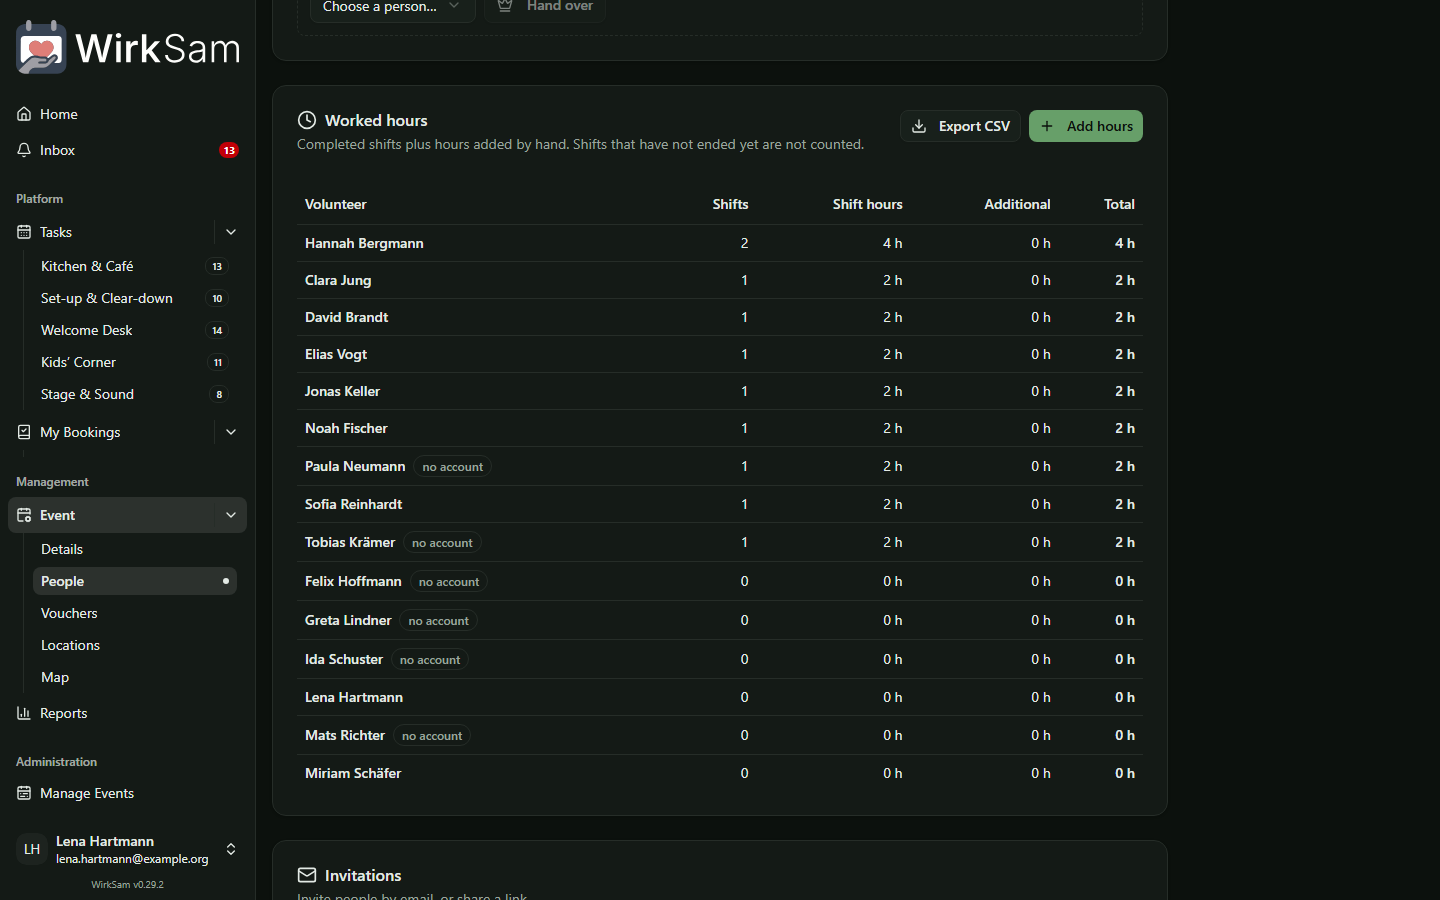 WirkSam
Home
Inbox 13
Platform
Tasks
Kitchen & Café 13
Set-up & Clear-down 10
Welcome Desk 14
Kids’ Corner 11
Stage & Sound 8
My Bookings
Management
Event
Details
People
Vouchers
Locations
Map
Reports
Administration
Manage Events
LH Lena Hartmann
lena.hartmann@example.org
WirkSam v0.29.2
Choose a person... Hand over
Worked hours
Completed shifts plus hours added by hand. Shifts that have not ended yet are not counted.
Export CSV Add hours
Volunteer Shifts Shift hours Additional Total
Hannah Bergmann 2 4 h 0 h 4 h
Clara Jung 1 2 h 0 h 2 h
David Brandt 1 2 h 0 h 2 h
Elias Vogt 1 2 h 0 h 2 h
Jonas Keller 1 2 h 0 h 2 h
Noah Fischer 1 2 h 0 h 2 h
Paula Neumann no account 1 2 h 0 h 2 h
Sofia Reinhardt 1 2 h 0 h 2 h
Tobias Krämer no account 1 2 h 0 h 2 h
Felix Hoffmann no account 0 0 h 0 h 0 h
Greta Lindner no account 0 0 h 0 h 0 h
Ida Schuster no account 0 0 h 0 h 0 h
Lena Hartmann 0 0 h 0 h 0 h
Mats Richter no account 0 0 h 0 h 0 h
Miriam Schäfer 0 0 h 0 h 0 h
Invitations
Invite people by email, or share a link